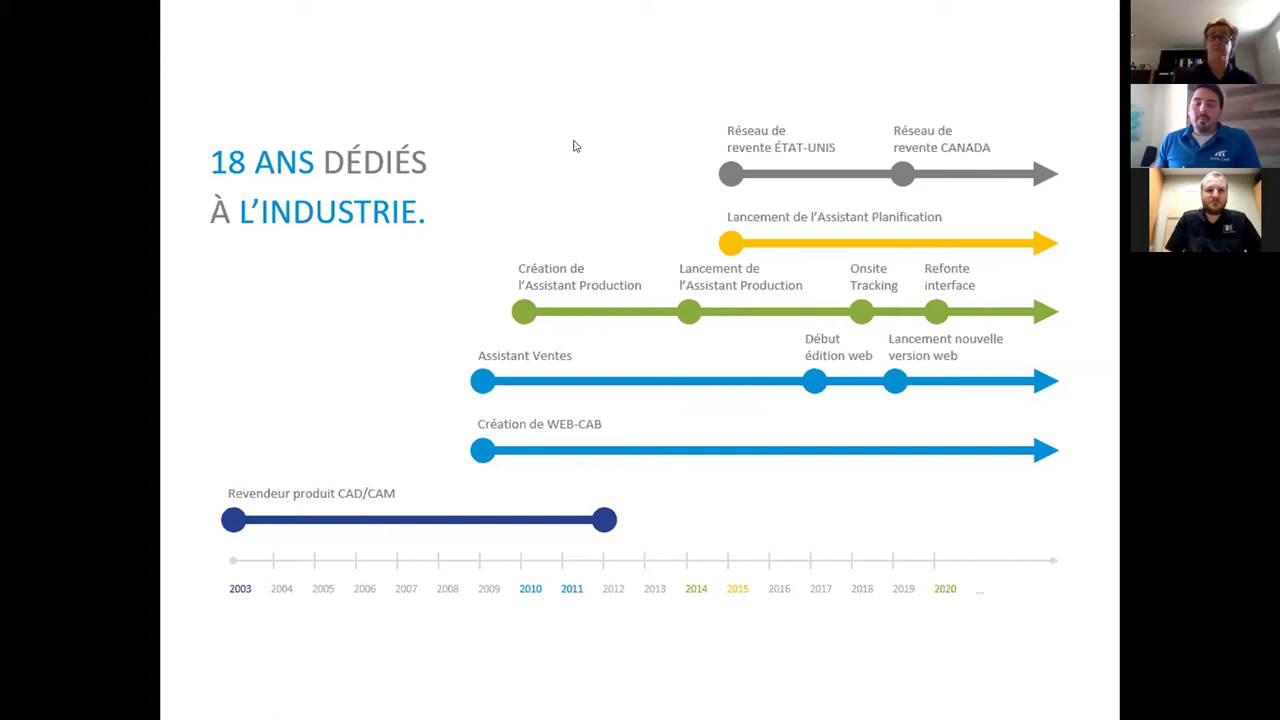 18 ANS DÉDIÉS
À L’INDUSTRIE.
Réseau de
revente ÉTAT-UNIS
Réseau de
revente CANADA
Lancement de l’Assistant Planification
Création de
l’Assistant Production
Lancement de
l’Assistant Production
Onsite
Tracking
Refonte
interface
Assistant Ventes
Début
édition web
Lancement nouvelle
version web
Création de WEB-CAB
Revendeur produit CAD/CAM
2003 2004 2005 2006 2007 2008 2009 2010 2011 2012 2013 2014 2015 2016 2017 2018 2019 2020 ...